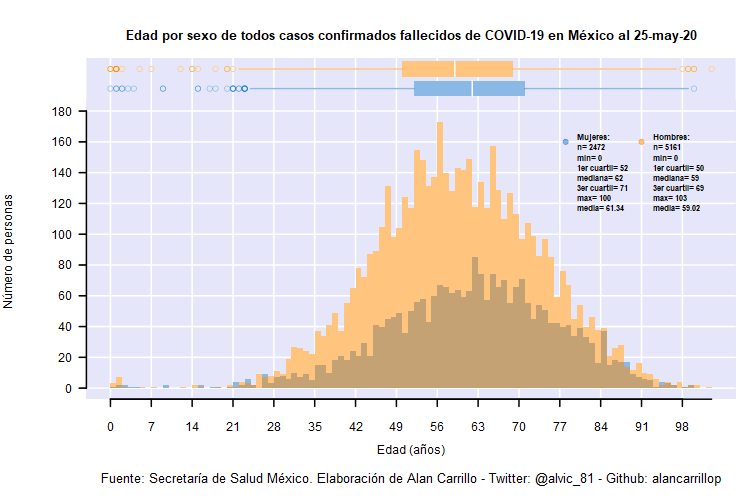 Edad por sexo de todos casos confirmados fallecidos de COVID-19 en México al 25-may-20
Número de personas
180
160
140
120
100
80
60
40
20
0
Mujeres:
n= 2472
min= 0
1er cuartil= 52
mediana= 62
3er cuartil= 71
max= 100
media= 61.34
Hombres:
n= 5161
min= 0
1er cuartil= 50
mediana= 59
3er cuartil= 69
max= 103
media= 59.02
0 7 14 21 28 35 42 49 56 63 70 77 84 91 98
Edad (años)
Fuente: Secretaría de Salud México. Elaboración de Alan Carrillo - Twitter: @alvic_81 - Github: alancarrillop